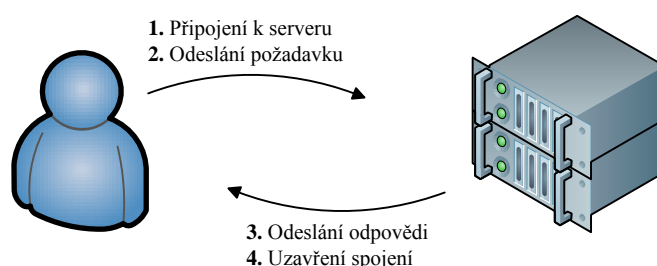 1. Připojení k serveru
2. Odeslání požadavku
3. Odeslání odpovědi
4. Uzavření spojení